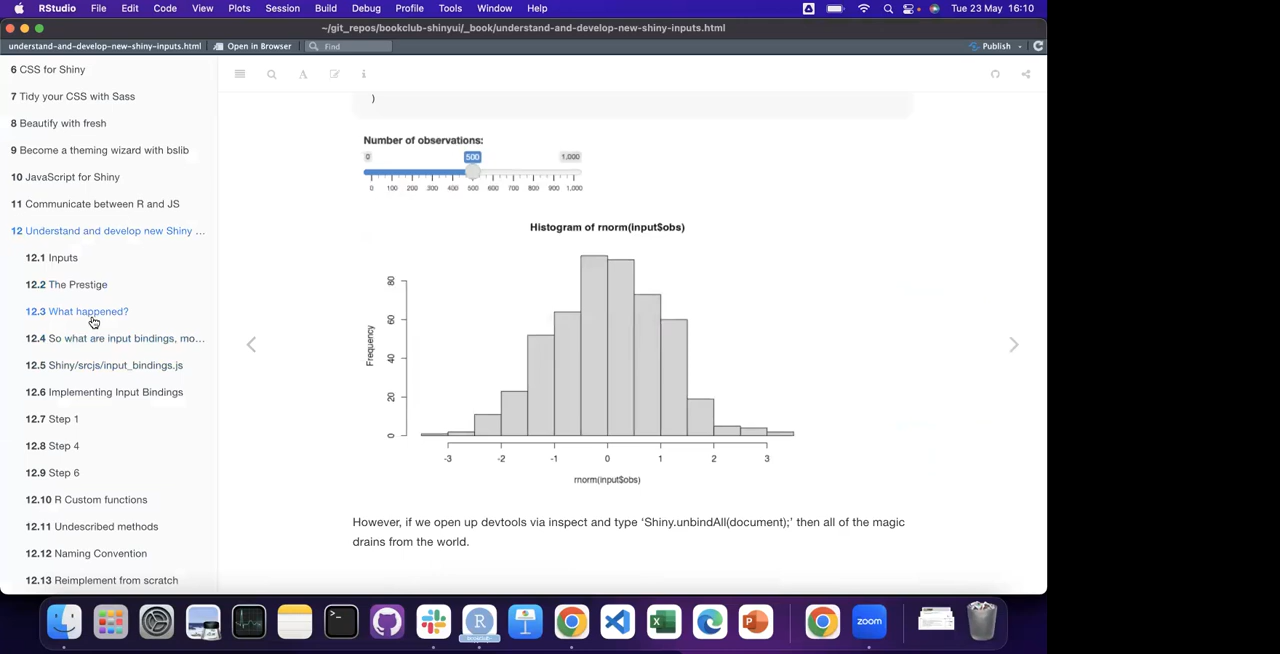 RStudio File Edit Code View Plots Session Build Debug Profile Tools Window Help Tue 23 May 16:10
~/git_repos/bookclub-shinyui/_book/understand-and-develop-new-shiny-inputs.html
understand-and-develop-new-shiny-inputs.html Open in Browser Find Publish
6 CSS for Shiny
7 Tidy your CSS with Sass
8 Beautify with fresh
9 Become a theming wizard with bslib
10 JavaScript for Shiny
11 Communicate between R and JS
12 Understand and develop new Shiny ...
12.1 Inputs
12.2 The Prestige
12.3 What happened?
12.4 So what are input bindings, mo...
12.5 Shiny/srcjs/input_bindings.js
12.6 Implementing Input Bindings
12.7 Step 1
12.8 Step 4
12.9 Step 6
12.10 R Custom functions
12.11 Undescribed methods
12.12 Naming Convention
12.13 Reimplement from scratch
)
Number of observations:
0 500 1,000
0 100 200 300 400 500 600 700 800 900 1,000
Histogram of rnorm(input$obs)
Frequency
80
60
40
20
0
-3 -2 -1 0 1 2 3
rnorm(input$obs)
However, if we open up devtools via inspect and type ‘Shiny.unbindAll(document);’ then all of the magic
drains from the world.
zoom